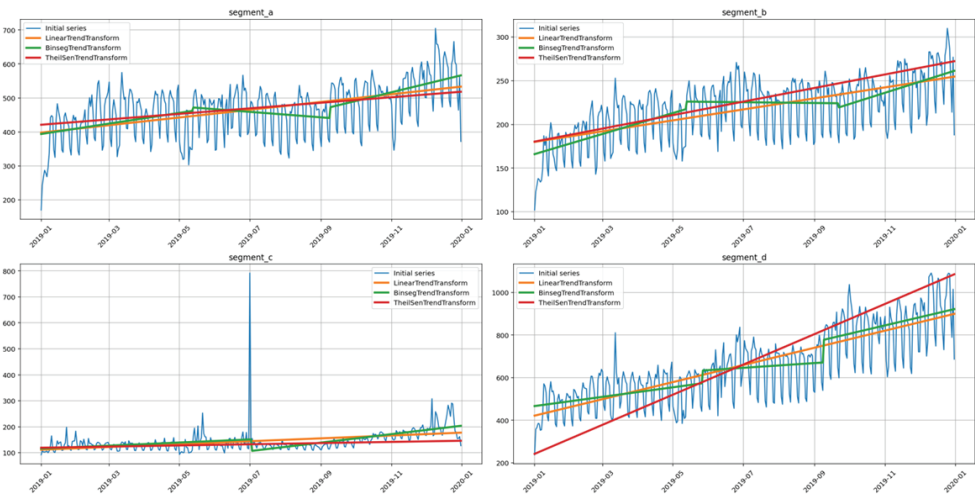 segment_a
Initial series
LinearTrendTransform
BinsegTrendTransform
TheilSenTrendTransform
700
600
500
400
300
200
2019-01
2019-03
2019-05
2019-07
2019-09
2019-11
2020-01
segment_b
Initial series
LinearTrendTransform
BinsegTrendTransform
TheilSenTrendTransform
300
250
200
150
100
2019-01
2019-03
2019-05
2019-07
2019-09
2019-11
2020-01
segment_c
Initial series
LinearTrendTransform
BinsegTrendTransform
TheilSenTrendTransform
800
700
600
500
400
300
200
100
2019-01
2019-03
2019-05
2019-07
2019-09
2019-11
2020-01
segment_d
Initial series
LinearTrendTransform
BinsegTrendTransform
TheilSenTrendTransform
1000
800
600
400
200
2019-01
2019-03
2019-05
2019-07
2019-09
2019-11
2020-01